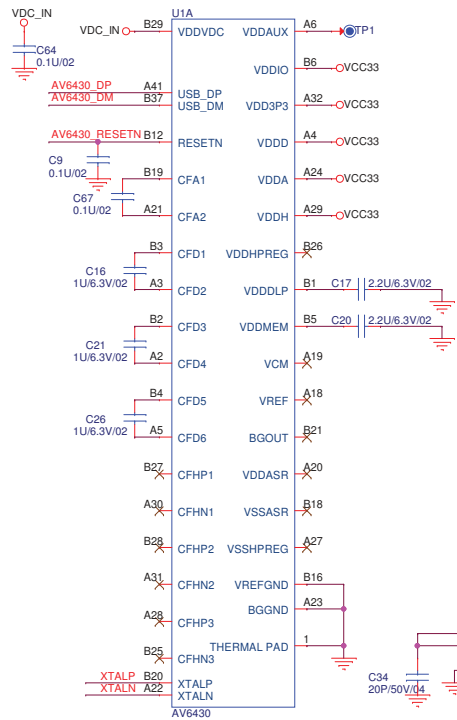 VDC_IN
C64
0.1U/02
VDC_IN
B29
U1A
VDDVDC
VDDAUX
A6
TP1
VDDIO
B6
VCC33
AV6430_DP
A41
USB_DP
AV6430_DM
B37
USB_DM
VDD3P3
A32
VCC33
AV6430_RESETN
B12
RESETN
VDDD
A4
VCC33
C9
0.1U/02
B19
CFA1
VDDA
A24
VCC33
C67
0.1U/02
A21
CFA2
VDDH
A29
VCC33
B3
CFD1
VDDHPREG
B26
C16
1U/6.3V/02
A3
CFD2
VDDDLP
B1
C17
2.2U/6.3V/02
B2
CFD3
VDDMEM
B5
C20
2.2U/6.3V/02
C21
1U/6.3V/02
A2
CFD4
VCM
A19
B4
CFD5
VREF
A18
C26
1U/6.3V/02
A5
CFD6
BGOUT
B21
B27
CFHP1
VDDASR
A20
A30
CFHN1
VSSASR
B18
B28
CFHP2
VSSHPREG
A27
A31
CFHN2
VREFGND
B16
BGGND
A23
A28
CFHP3
THERMAL PAD
1
B25
CFHN3
XTALP
B20
XTALP
XTALN
A22
XTALN
AV6430
C34
20P/50V/04